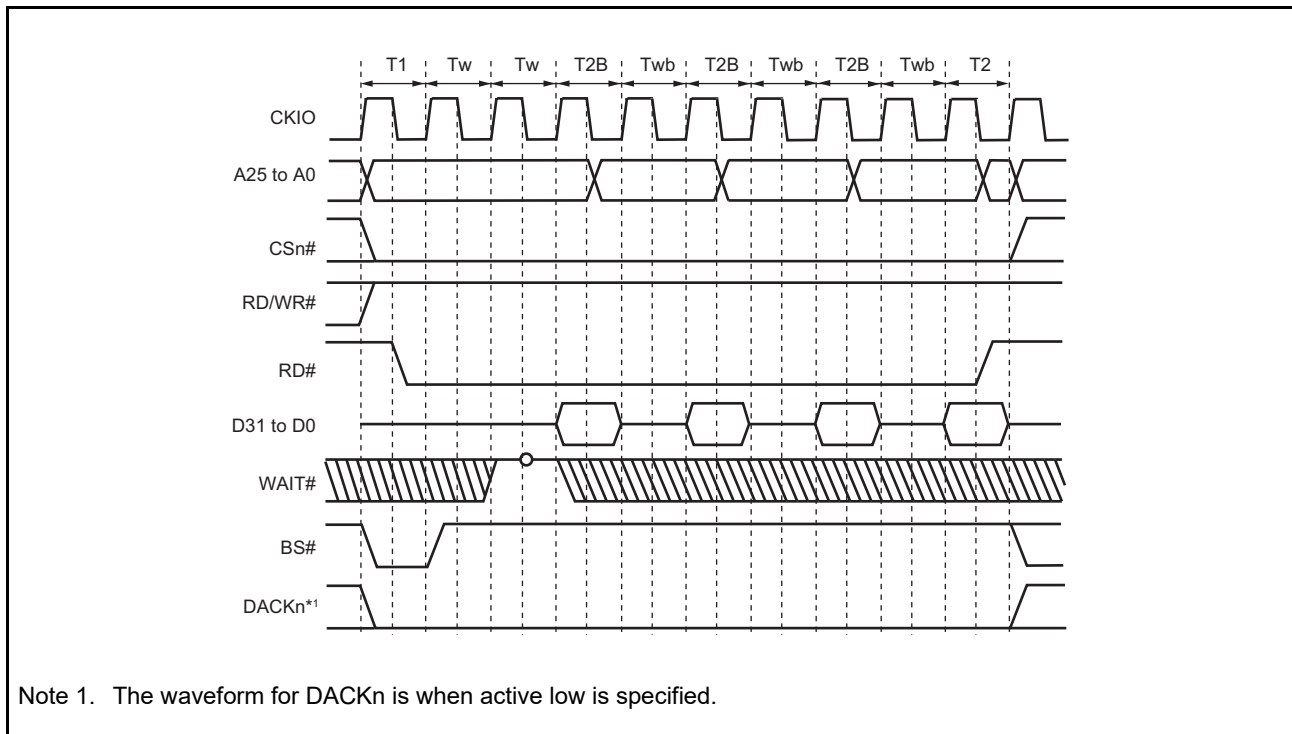 T1 Tw Tw T2B Twb T2B Twb T2B Twb T2
CKIO
A25 to A0
CSn#
RD/WR#
RD#
D31 to D0
WAIT#
BS#
DACKn*1
Note 1. The waveform for DACKn is when active low is specified.